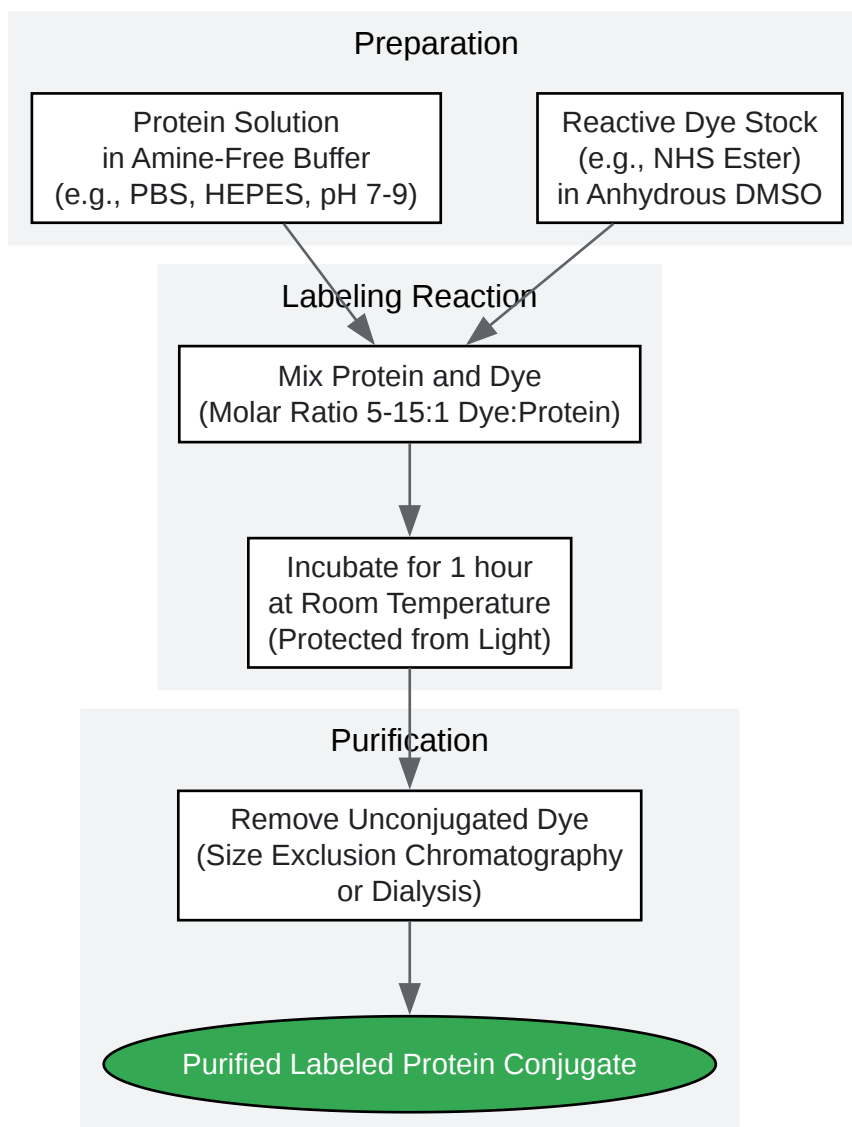 Preparation
Protein Solution
in Amine-Free Buffer
(e.g., PBS, HEPES, pH 7-9)
Reactive Dye Stock
(e.g., NHS Ester)
in Anhydrous DMSO
Labeling Reaction
Mix Protein and Dye
(Molar Ratio 5-15:1 Dye:Protein)
Incubate for 1 hour
at Room Temperature
(Protected from Light)
Purification
Remove Unconjugated Dye
(Size Exclusion Chromatography
or Dialysis)
Purified Labeled Protein Conjugate